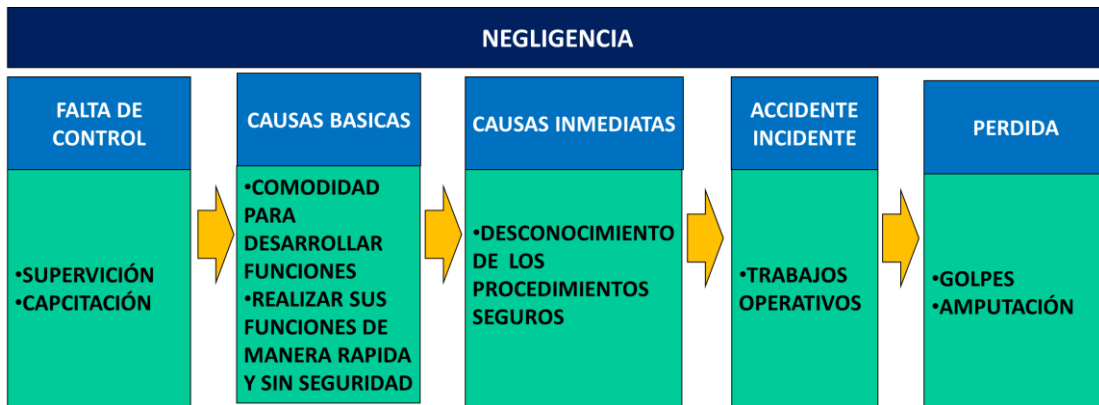 NEGLIGENCIA
FALTA DE
CONTROL
•SUPERVICIÓN
•CAPCITACIÓN
CAUSAS BASICAS
•COMODIDAD
PARA
DESARROLLAR
FUNCIONES
•REALIZAR SUS
FUNCIONES DE
MANERA RAPIDA
Y SIN SEGURIDAD
CAUSAS INMEDIATAS
•DESCONOCIMIENTO
DE LOS
PROCEDIMIENTOS
SEGUROS
ACCIDENTE
INCIDENTE
•TRABAJOS
OPERATIVOS
PERDIDA
•GOLPES
•AMPUTACIÓN